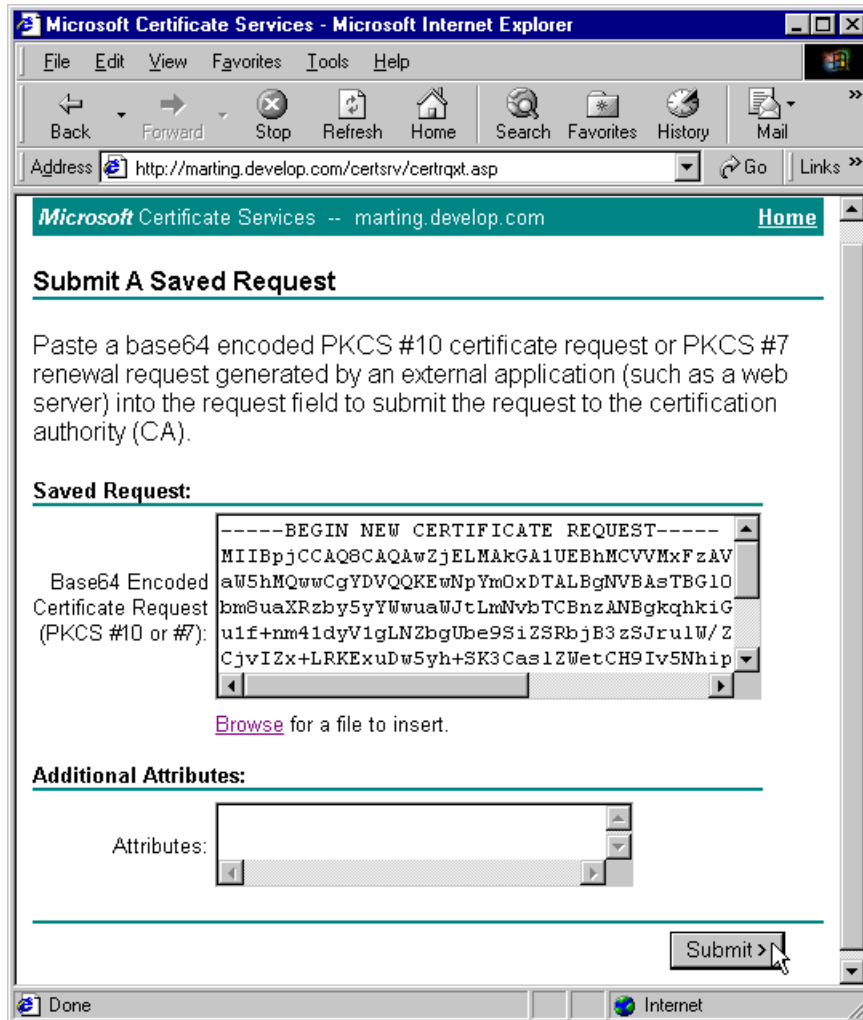 Microsoft Certificate Services - Microsoft Internet Explorer
File Edit View Favorites Tools Help
Back Forward Stop Refresh Home Search Favorites History Mail »
Address http://marting.develop.com/certsrv/certrqxt.asp Go Links »
Microsoft Certificate Services -- marting.develop.com Home
Submit A Saved Request
Paste a base64 encoded PKCS #10 certificate request or PKCS #7
renewal request generated by an external application (such as a web
server) into the request field to submit the request to the certification
authority (CA).
Saved Request:
-----BEGIN NEW CERTIFICATE REQUEST-----
MIIBpjCCAQ8CAQAwZjELMAkGA1UEBhMCVVMxFzAV
Base64 Encoded aW5hMQwwCgYDVQQKEwNpYm0xDTALBgNVBAsTBG1O
Certificate Request bm8uaXRzby5yYWwuaWJtLmNvbTCBnzANBgkqhkiG
(PKCS #10 or #7): u1f+nm41dyV1gLNZbgUbe9SiZSRbjB3zSJrulW/Z
CjvIZx+LRKExuDw5yh+SK3CaslZWetCH9Iv5Nhip
Browse for a file to insert.
Additional Attributes:
Attributes:
Submit >
Done Internet